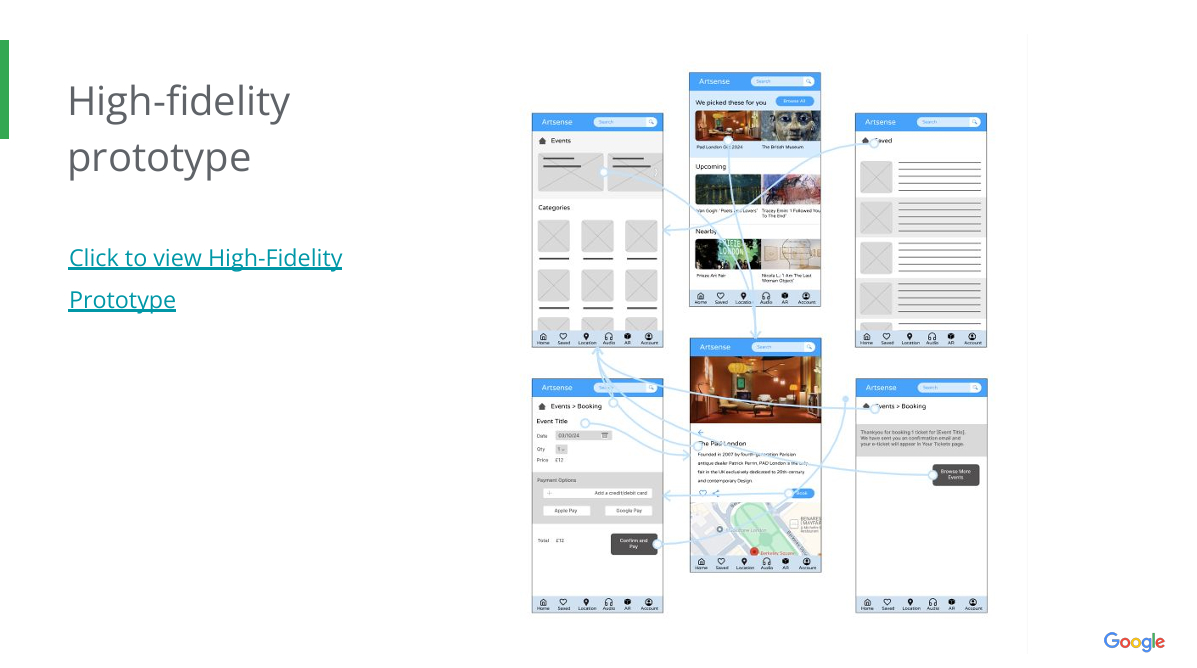 High-fidelity
prototype
Click to view High-Fidelity
Prototype
Artsense
Search
Events
Categories
Home Saved Location Audio AR Account
Artsense
Search
We picked these for you
Browse All
Pad London Oct 2024
The British Museum
Upcoming
Van Gogh 'Poets and Lovers'
Tracey Emin 'I Followed You
To The End'
Nearby
Frieze Art Fair
Nicola L.- 'I Am The Last
Woman Object'
Home Saved Location Audio AR Account
Artsense
Search
Saved
Home Saved Location Audio AR Account
Artsense
Search
Events > Booking
Event Title
Date 03/10/24
Qty 1
Price £12
Payment Options
Add a credit/debit card
Apple Pay
Google Pay
Total £12
Confirm and
Pay
Home Saved Location Audio AR Account
Artsense
Search
The Pad London
Founded in 2007 by fourth-generation Parisian
antique dealer Patrick Perrin, PAD London is the only
fair in the UK exclusively dedicated to 20th-century
and contemporary Design
Book
Berkeley Square
Home Saved Location Audio AR Account
Artsense
Search
Events > Booking
Thankyou for booking 1 ticket for [Event Title].
We have sent you an confirmation email and
your e-ticket will appear in Your Tickets page.
Browse More
Events
Home Saved Location Audio AR Account
Google